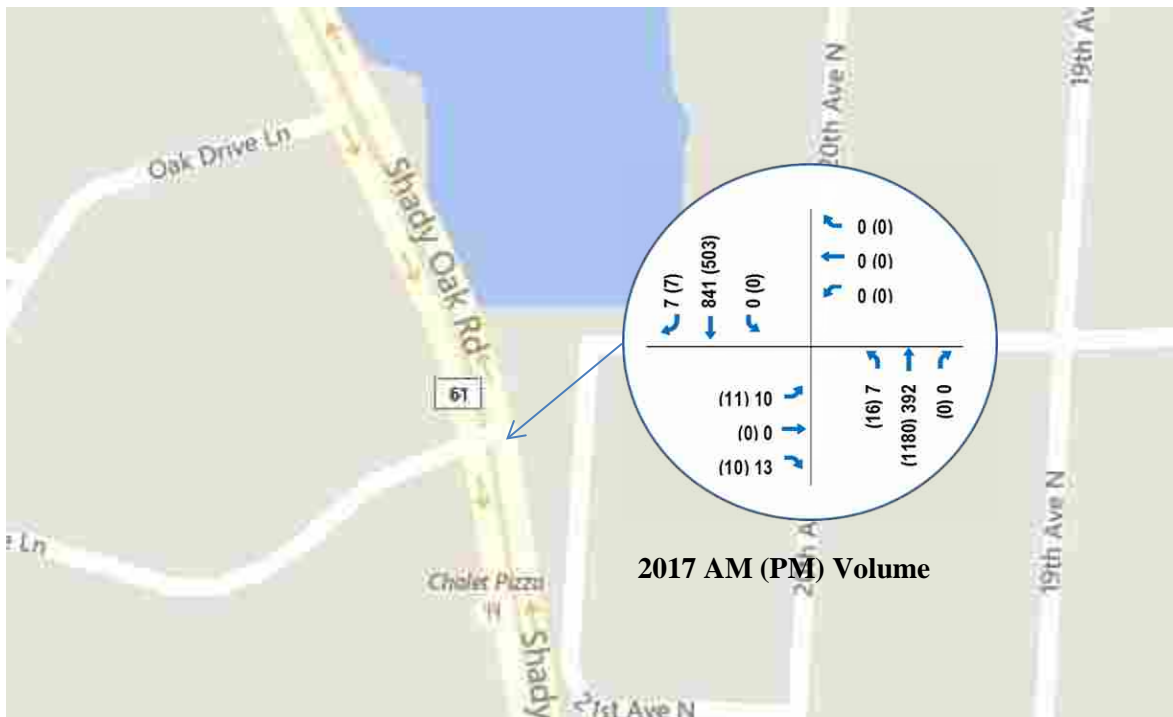 Oak Drive Ln
Shady Oak Rd
61
20th Ave N
19th Av
7 (7)
841 (503)
0 (0)
0 (0)
0 (0)
0 (0)
(11) 10
(0) 0
(10) 13
(16) 7
(1180) 392
(0) 0
e Ln
Chalet Pizza
2017 AM (PM) Volume
20th A
19th Ave N
Shady
21st Ave N